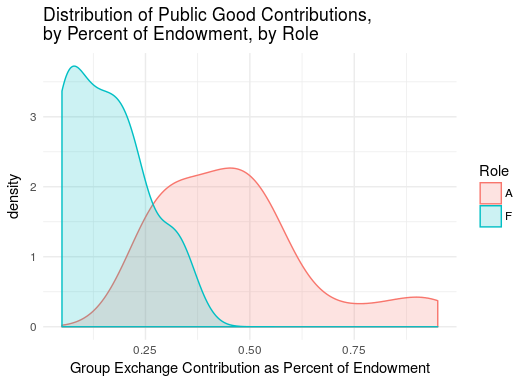 Distribution of Public Good Contributions,
by Percent of Endowment, by Role
density
3
2
1
0
0.25 0.50 0.75
Group Exchange Contribution as Percent of Endowment
Role
A
F